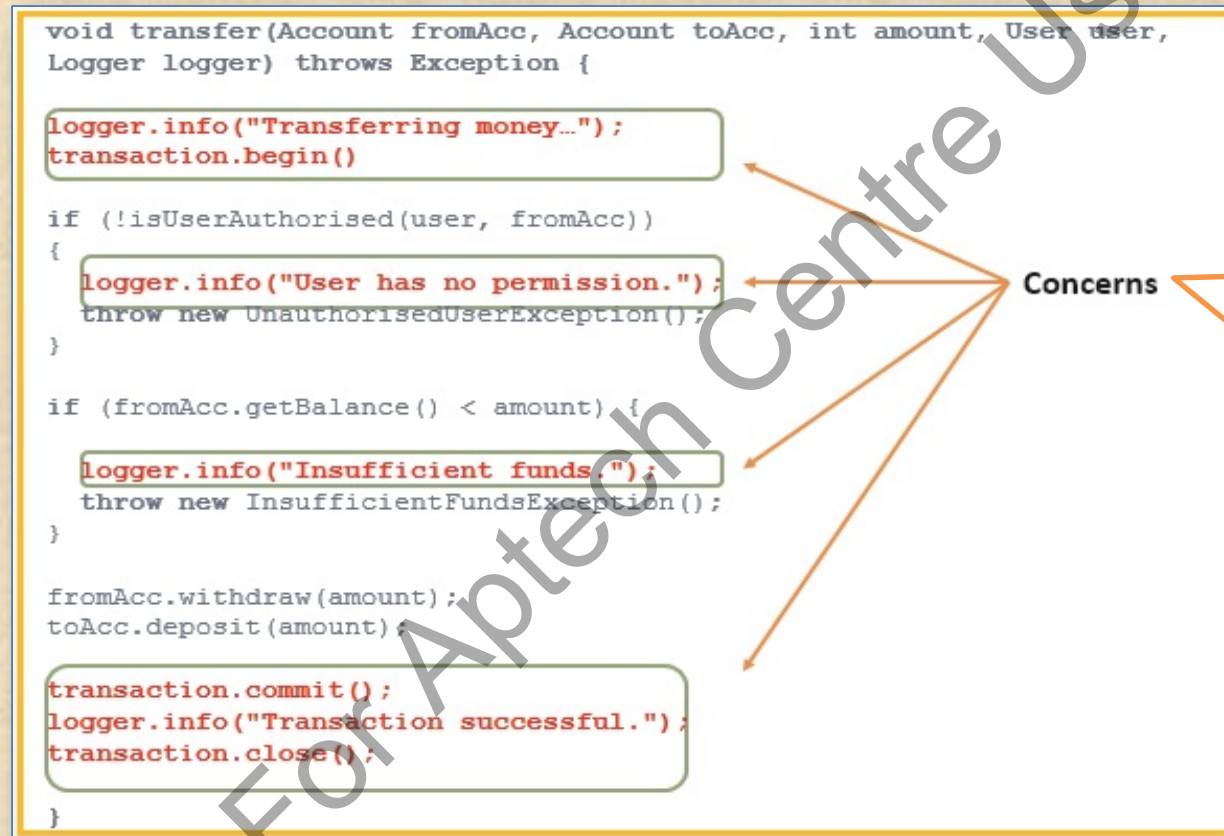 void transfer(Account fromAcc, Account toAcc, int amount, User user,
Logger logger) throws Exception {
logger.info("Transferring money…");
transaction.begin()
if (!isUserAuthorised(user, fromAcc))
{
logger.info("User has no permission.");
throw new UnauthorisedUserException();
}
if (fromAcc.getBalance() < amount) {
logger.info("Insufficient funds.");
throw new InsufficientFundsException();
}
fromAcc.withdraw(amount);
toAcc.deposit(amount);
transaction.commit();
logger.info("Transaction successful.");
transaction.close();
}
Concerns
For Aptech Centre Us